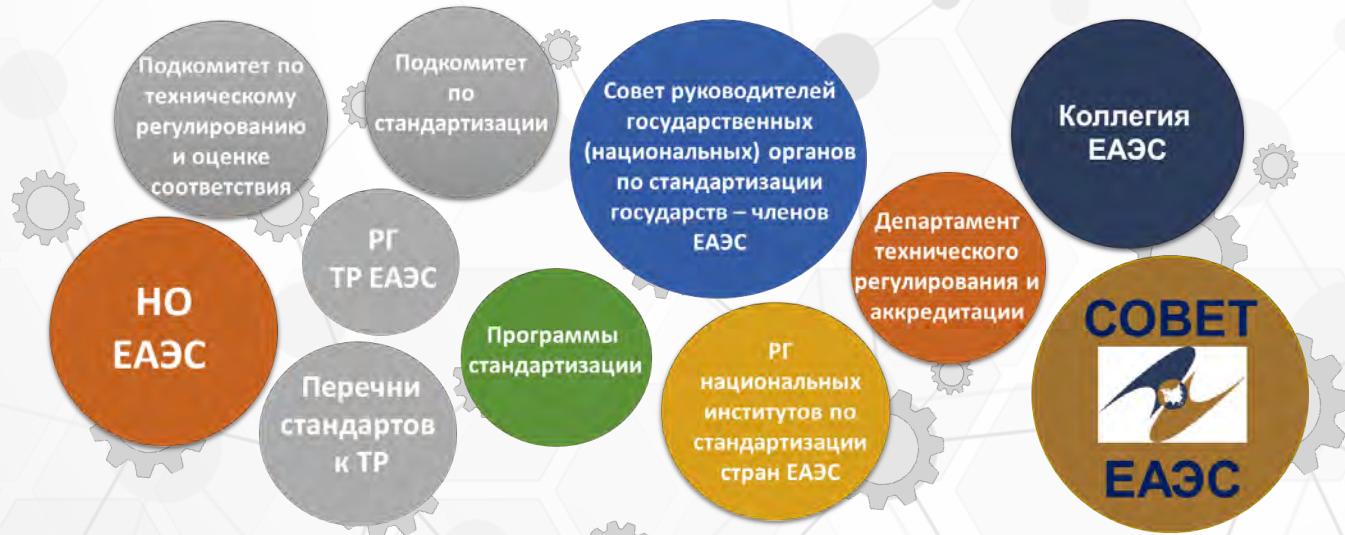 Подкомитет по
техническому
регулированию
и оценке
соответствия
Подкомитет
по
стандартизации
Совет руководителей
государственных
(национальных) органов
по стандартизации
государств – членов
ЕАЭС
Коллегия
ЕАЭС
НО
ЕАЭС
РГ
ТР ЕАЭС
Перечни
стандартов
к ТР
Программы
стандартизации
РГ
национальных
институтов по
стандартизации
стран ЕАЭС
Департамент
технического
регулирования и
аккредитации
СОВЕТ
ЕАЭС